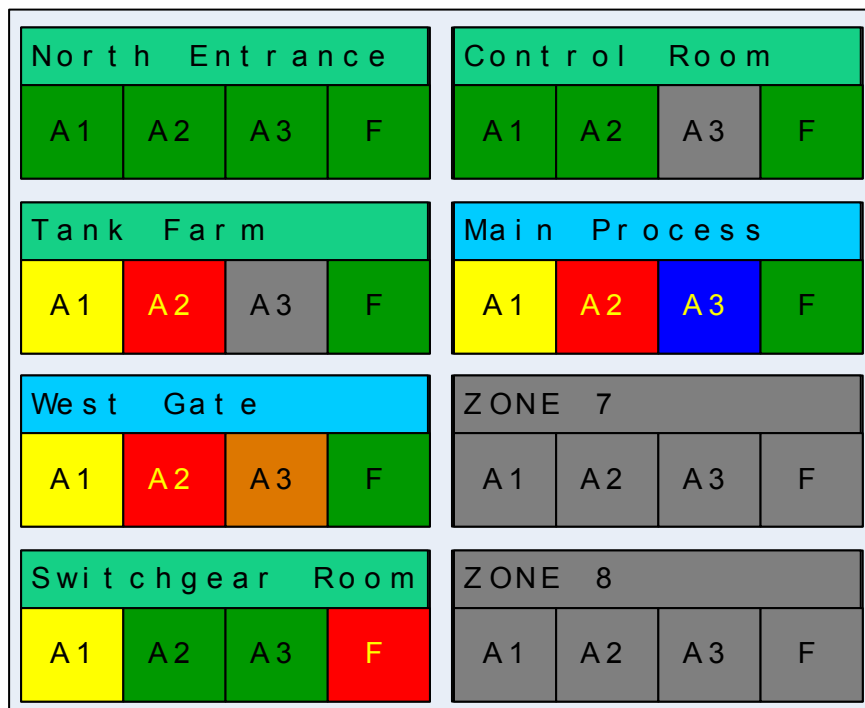 North Entrance
A1 A2 A3 F
Control Room
A1 A2 A3 F
Tank Farm
A1 A2 A3 F
Main Process
A1 A2 A3 F
West Gate
A1 A2 A3 F
ZONE 7
A1 A2 A3 F
Switchgear Room
A1 A2 A3 F
ZONE 8
A1 A2 A3 F